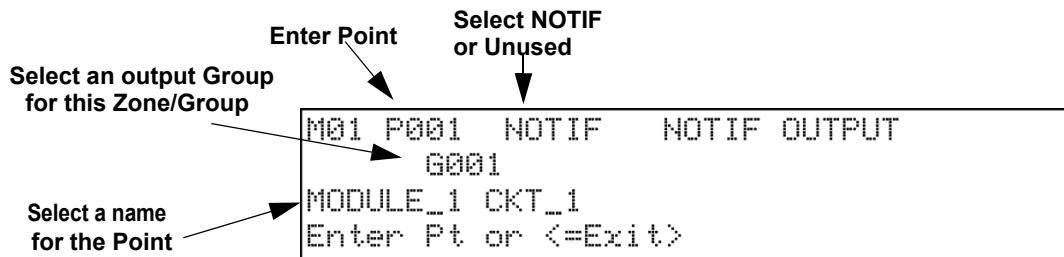 Enter Point
Select NOTIF
or Unused
Select an output Group
for this Zone/Group
M01 P001 NOTIF NOTIF OUTPUT
G001
MODULE_1 CKT_1
Enter Pt or <=Exit>
Select a name
for the Point